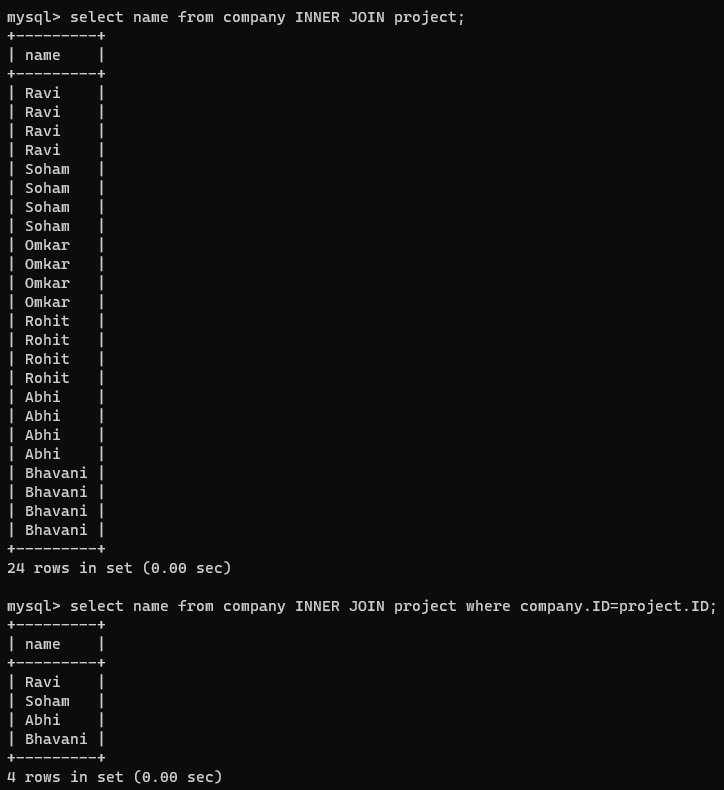 mysql> select name from company INNER JOIN project;
+---------+
| name    |
+---------+
| Ravi    |
| Ravi    |
| Ravi    |
| Ravi    |
| Soham   |
| Soham   |
| Soham   |
| Soham   |
| Omkar   |
| Omkar   |
| Omkar   |
| Omkar   |
| Rohit   |
| Rohit   |
| Rohit   |
| Rohit   |
| Abhi    |
| Abhi    |
| Abhi    |
| Abhi    |
| Bhavani |
| Bhavani |
| Bhavani |
| Bhavani |
+---------+
24 rows in set (0.00 sec)

mysql> select name from company INNER JOIN project where company.ID=project.ID;
+---------+
| name    |
+---------+
| Ravi    |
| Soham   |
| Abhi    |
| Bhavani |
+---------+
4 rows in set (0.00 sec)